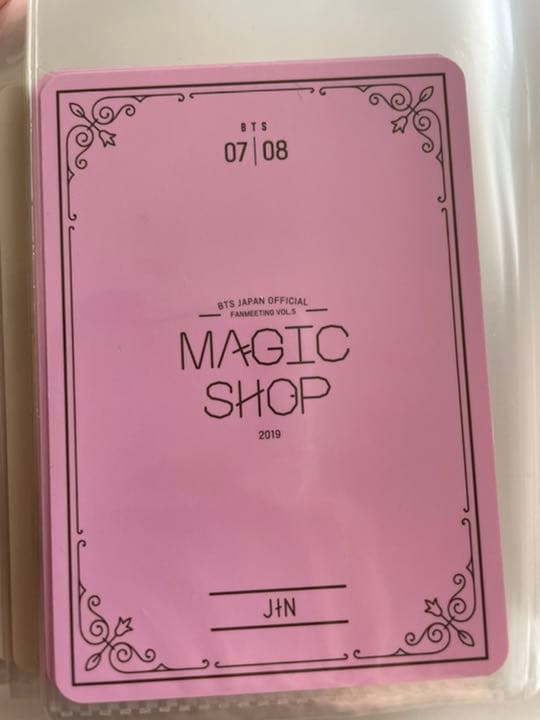 BTS
07|08
BTS JAPAN OFFICIAL
FANMEETING VOL.5
MAGIC
SHOP
2019
JIN